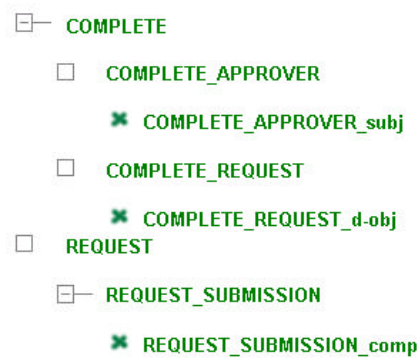 COMPLETE
COMPLETE_APPROVER
COMPLETE_APPROVER_subj
COMPLETE_REQUEST
COMPLETE_REQUEST_d-obj
REQUEST
REQUEST_SUBMISSION
REQUEST_SUBMISSION_comp